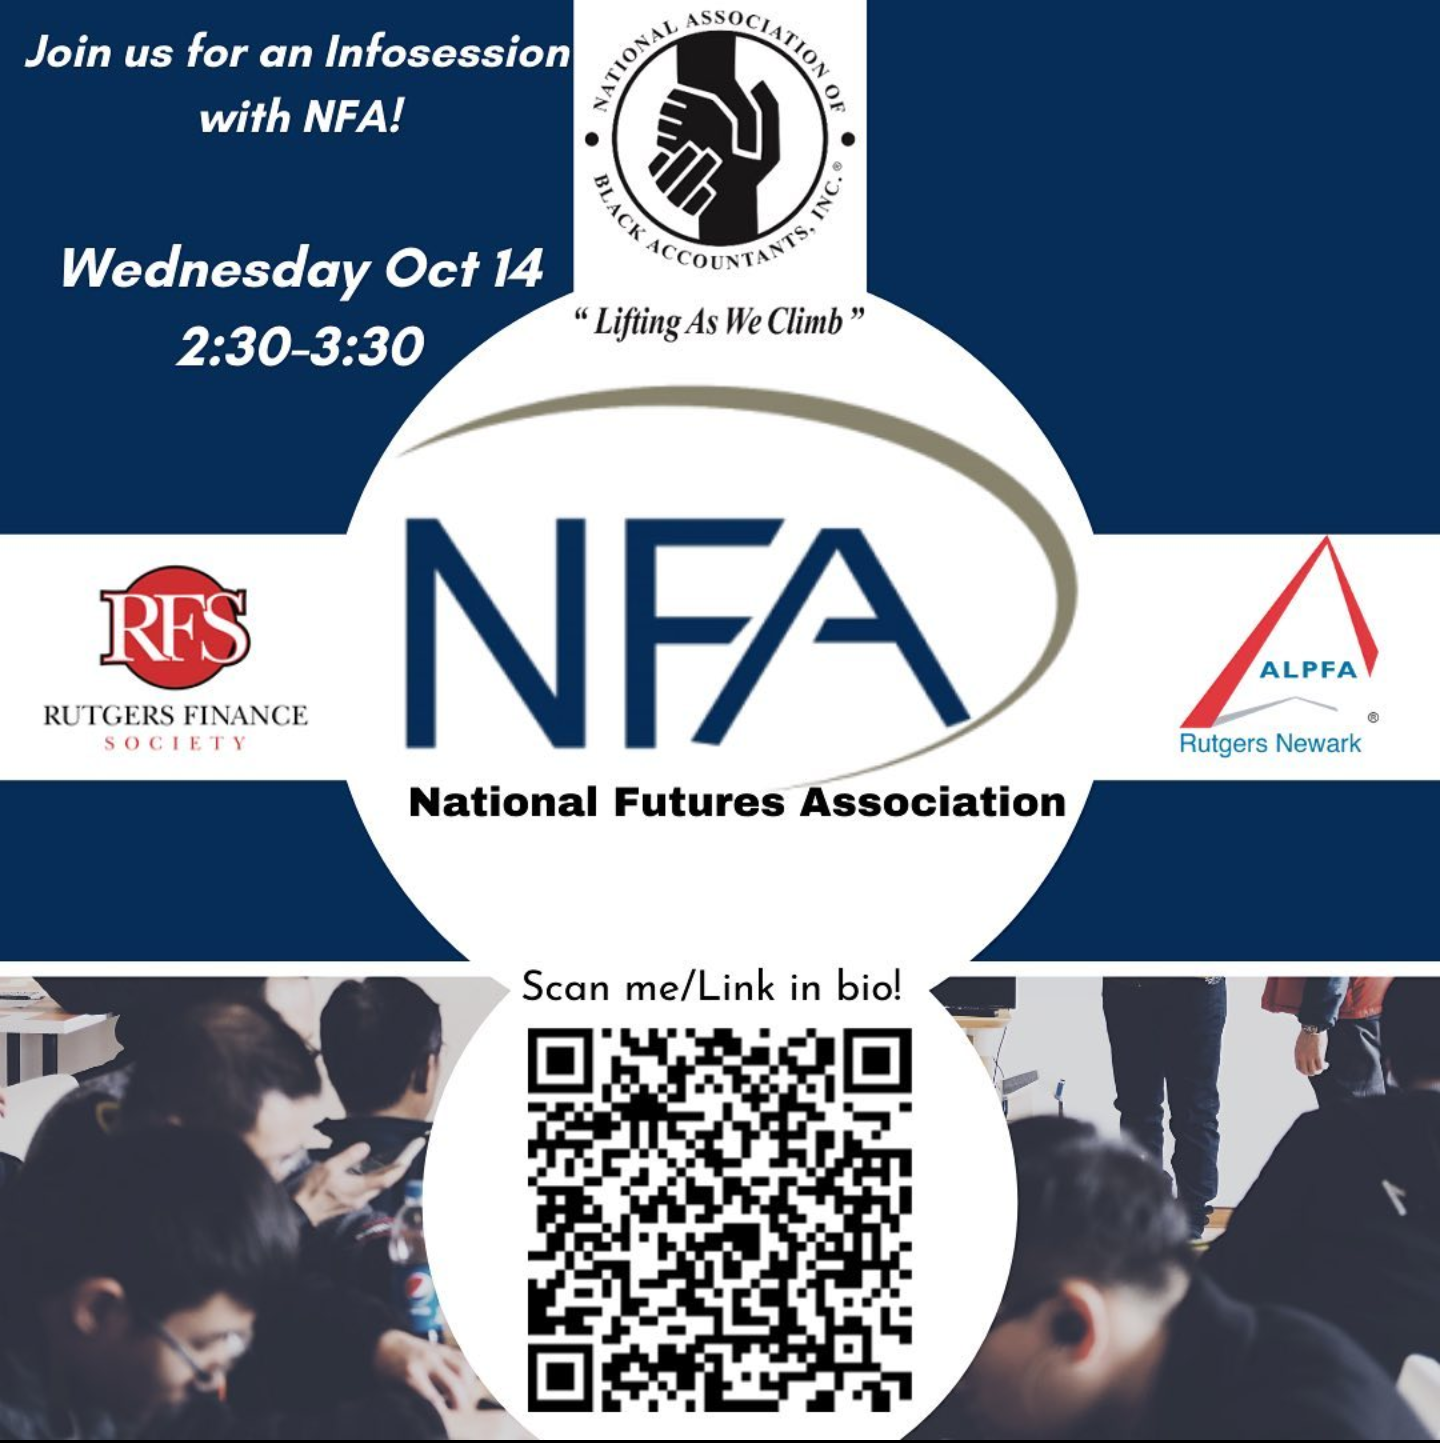 Join us for an Infosession
with NFA!
Wednesday Oct 14
2:30-3:30
NATIONAL ASSOCIATION OF
BLACK ACCOUNTANTS, INC.®
“ Lifting As We Climb ”
RFS
RUTGERS FINANCE
SOCIETY
NFA
National Futures Association
ALPFA
®
Rutgers Newark
Scan me/Link in bio!